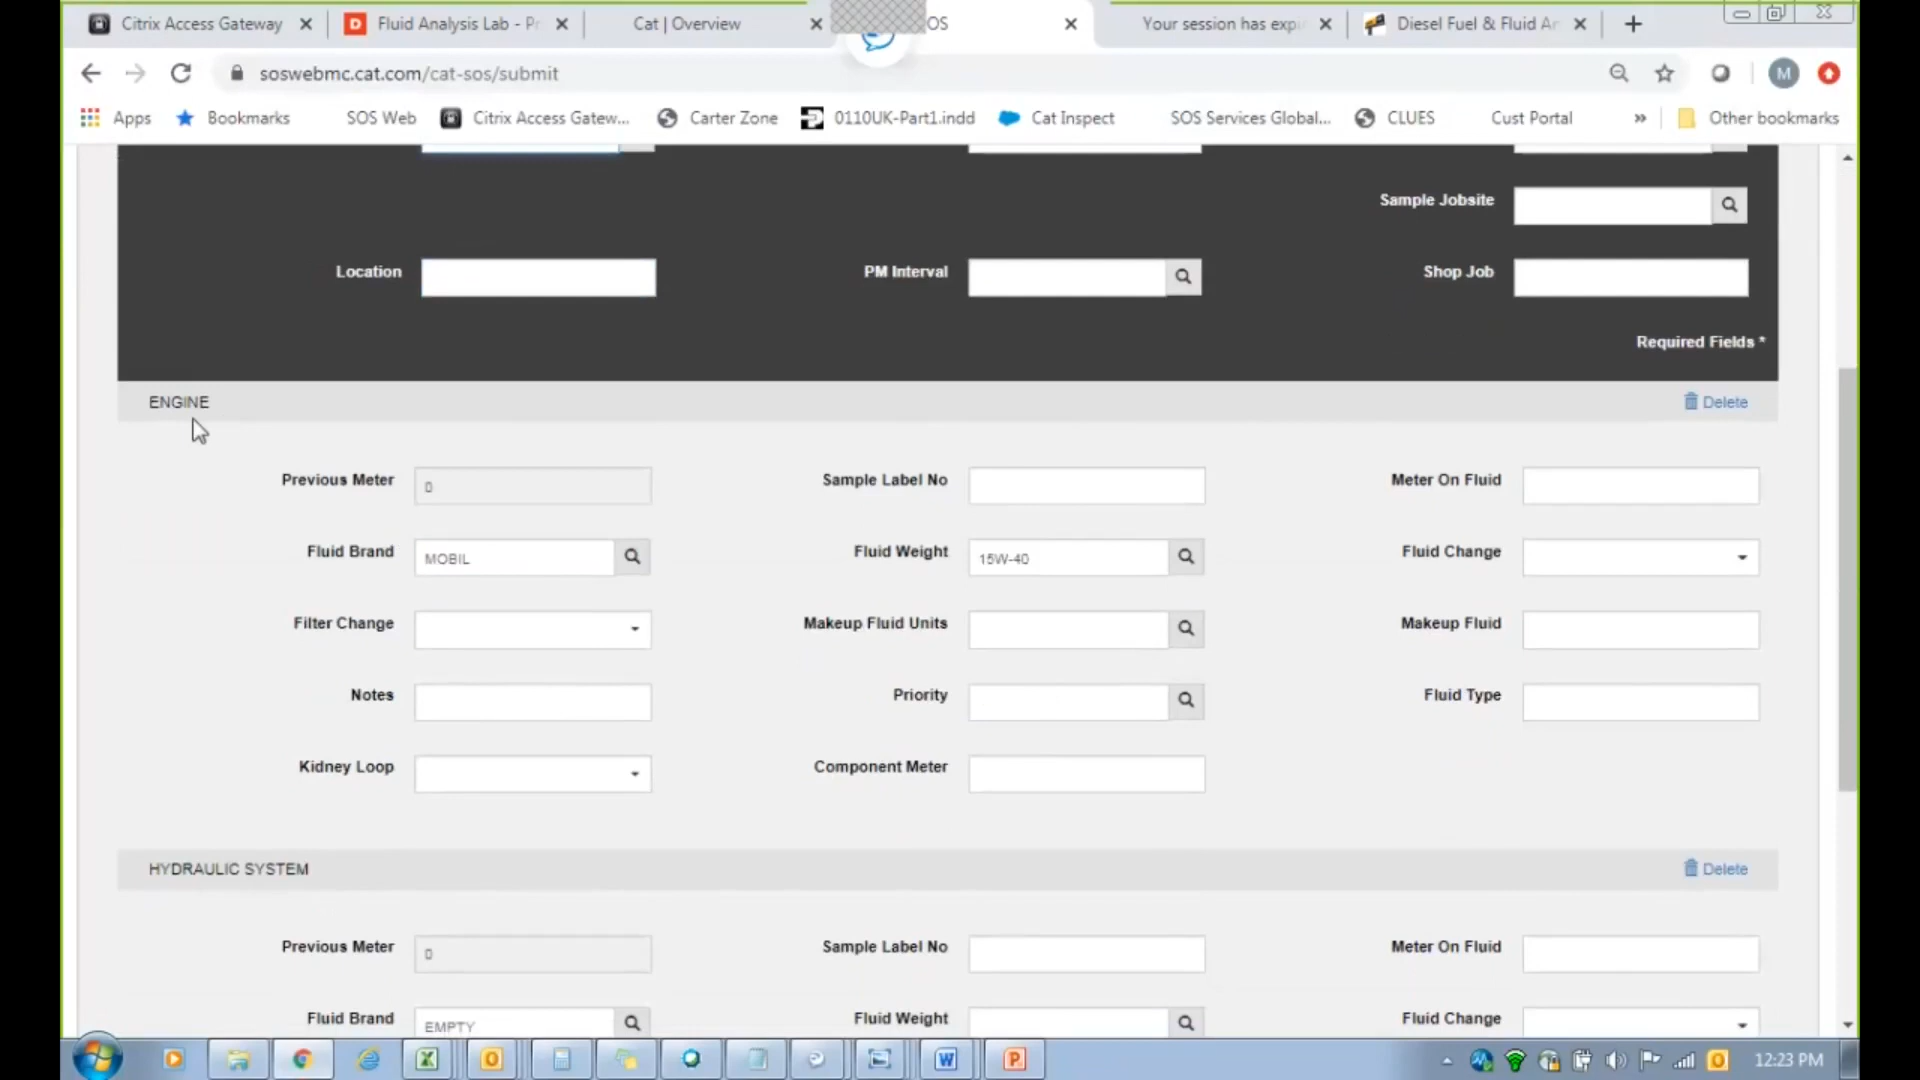 Citrix Access Gateway
Fluid Analysis Lab - Pr
Cat | Overview
OS
Your session has expi
Diesel Fuel & Fluid An
soswebmc.cat.com/cat-sos/submit
M
Apps
Bookmarks
SOS Web
Citrix Access Gatew...
Carter Zone
0110UK-Part1.indd
Cat Inspect
SOS Services Global...
CLUES
Cust Portal
»
Other bookmarks
Sample Jobsite
Location
PM Interval
Shop Job
Required Fields *
ENGINE
Delete
Previous Meter
0
Sample Label No
Meter On Fluid
Fluid Brand
MOBIL
Fluid Weight
15W-40
Fluid Change
Filter Change
Makeup Fluid Units
Makeup Fluid
Notes
Priority
Fluid Type
Kidney Loop
Component Meter
HYDRAULIC SYSTEM
Delete
Previous Meter
0
Sample Label No
Meter On Fluid
Fluid Brand
EMPTY
Fluid Weight
Fluid Change
12:23 PM